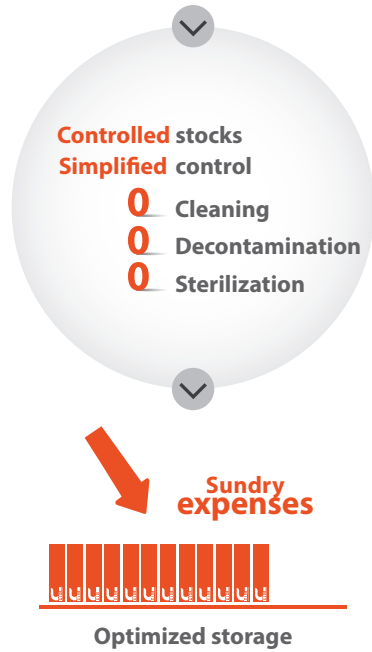 Controlled stocks
Simplified control
0 Cleaning
0 Decontamination
0 Sterilization
Sundry
expenses
Optimized storage